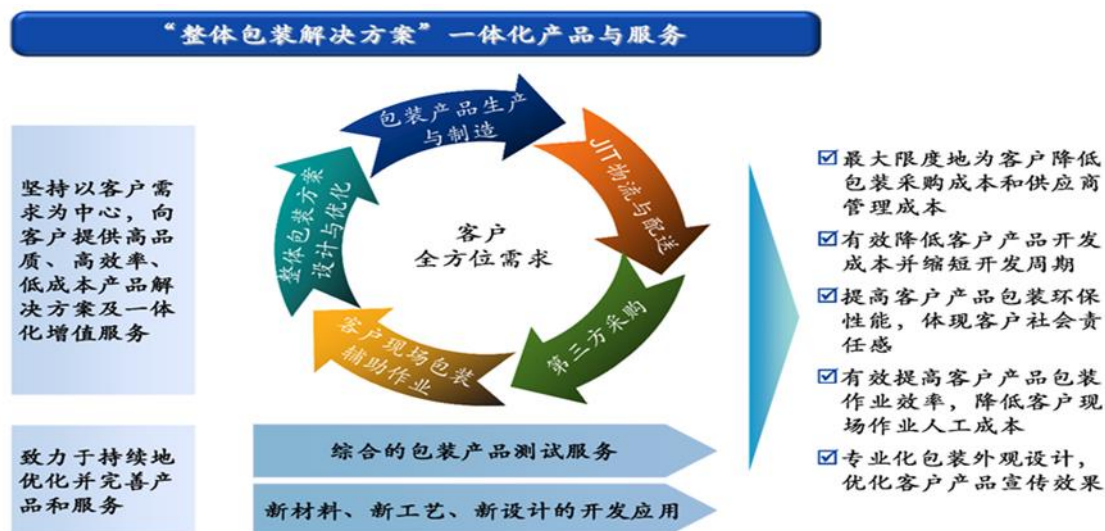 “整体包装解决方案”一体化产品与服务
坚持以客户需
求为中心，向
客户提供高品
质、高效率、
低成本产品解
决方案及一体
化增值服务
致力于持续地
优化并完善产
品和服务
包装产品生产
与制造
JIT物流与配送
第三方采购
客户现场包装
辅助作业
整体包装方案
设计与优化
客户
全方位需求
综合的包装产品测试服务
新材料、新工艺、新设计的开发应用
最大限度地为客户降低
包装采购成本和供应商
管理成本
有效降低客户产品开发
成本并缩短开发周期
提高客户产品包装环保
性能，体现客户社会责
任感
有效提高客户产品包装
作业效率，降低客户现
场作业人工成本
专业化包装外观设计，
优化客户产品宣传效果